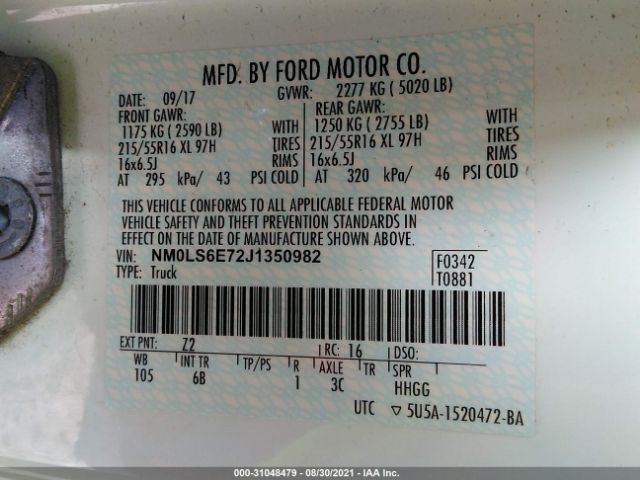 MFD. BY FORD MOTOR CO.
DATE: 09/17 GVWR: 2277 KG ( 5020 LB)
FRONT GAWR: REAR GAWR:
1175 KG ( 2590 LB) WITH 1250 KG ( 2755 LB) WITH
215/55R16 XL 97H TIRES 215/55R16 XL 97H TIRES
16x6.5J RIMS 16x6.5J RIMS
AT 295 kPa/ 43 PSI COLD AT 320 kPa/ 46 PSI COLD
THIS VEHICLE CONFORMS TO ALL APPLICABLE FEDERAL MOTOR
VEHICLE SAFETY AND THEFT PREVENTION STANDARDS IN
EFFECT ON THE DATE OF MANUFACTURE SHOWN ABOVE.
VIN: NM0LS6E72J1350982 F0342
TYPE: Truck T0881
EXT PNT: Z2 RC: 16 DSO:
WB INT TR TP/PS R AXLE TR SPR
105 6B 1 3C HHGG
UTC ▽ 5U5A-1520472-BA
000-31048479 - 08/30/2021 - IAA Inc.